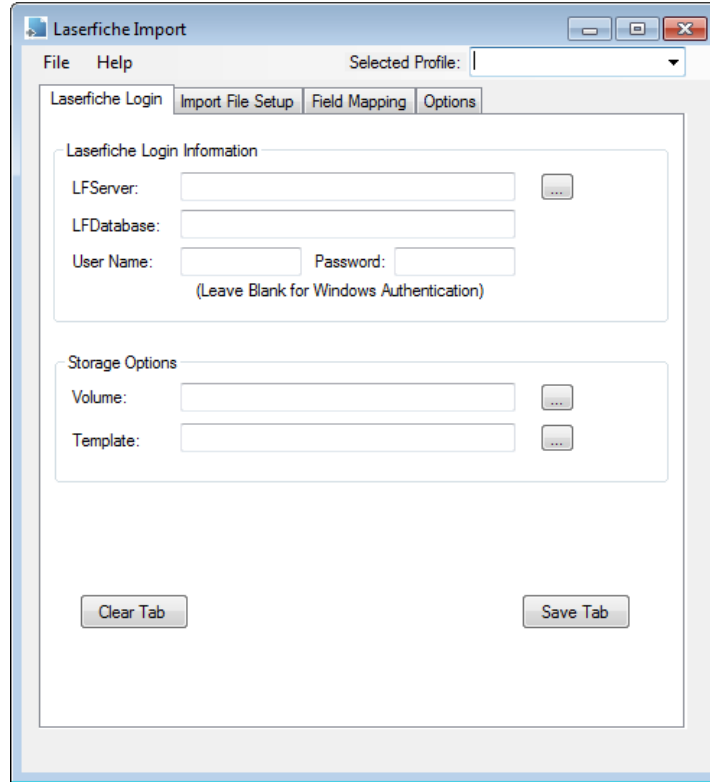 Laserfiche Import
File Help Selected Profile:
Laserfiche Login Import File Setup Field Mapping Options
Laserfiche Login Information
LFServer: ...
LFDatabase:
User Name: Password:
(Leave Blank for Windows Authentication)
Storage Options
Volume: ...
Template: ...
Clear Tab Save Tab